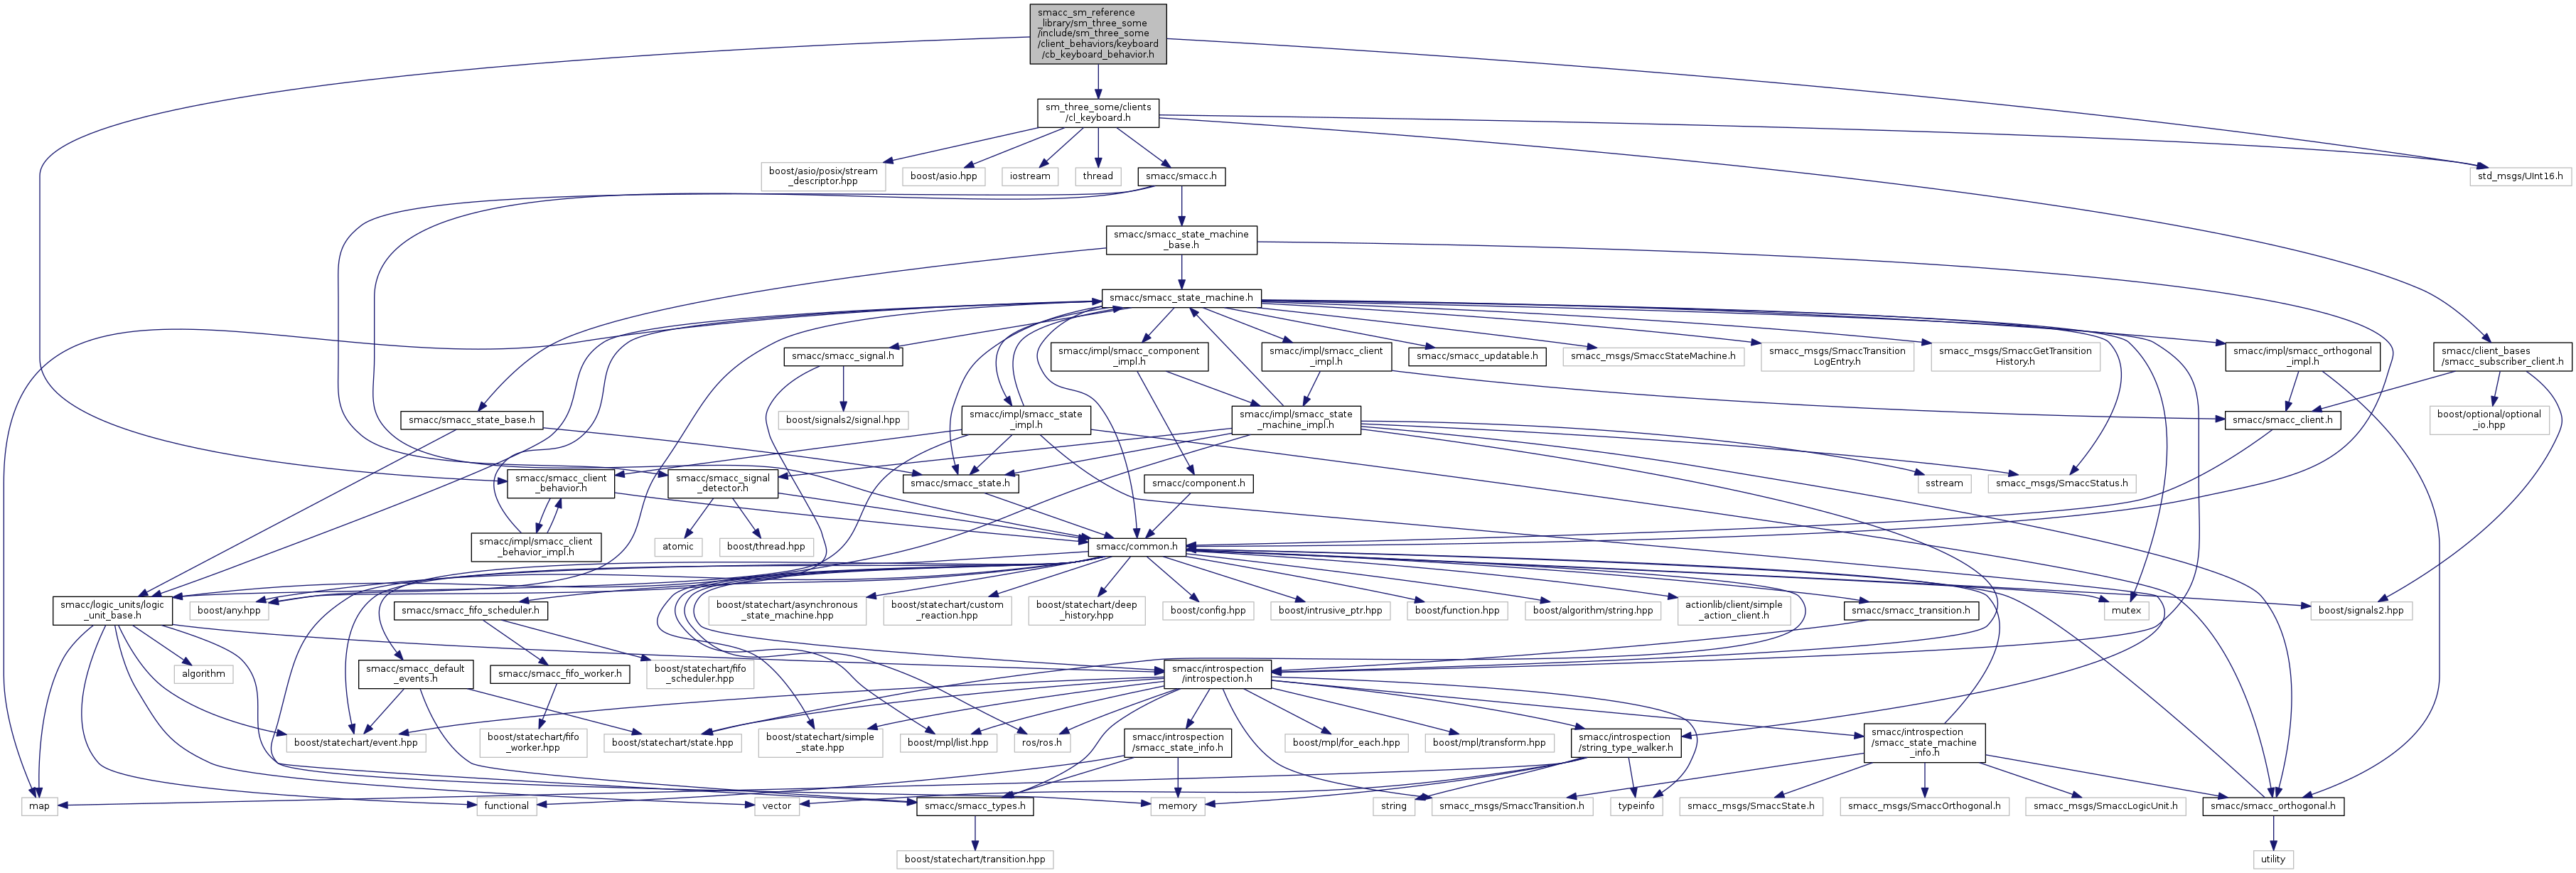 smacc_sm_reference
_library/sm_three_some
/include/sm_three_some
/client_behaviors/keyboard
/cb_keyboard_behavior.h
sm_three_some/clients
/cl_keyboard.h
boost/asio/posix/stream
_descriptor.hpp
boost/asio.hpp
iostream
thread
smacc/smacc.h
std_msgs/UInt16.h
smacc/smacc_state_machine
_base.h
smacc/smacc_state_machine.h
smacc/smacc_signal.h
smacc/impl/smacc_component
_impl.h
smacc/impl/smacc_client
_impl.h
smacc/smacc_updatable.h
smacc_msgs/SmaccStateMachine.h
smacc_msgs/SmaccTransition
LogEntry.h
smacc_msgs/SmaccGetTransition
History.h
smacc/impl/smacc_orthogonal
_impl.h
smacc/client_bases
/smacc_subscriber_client.h
smacc/smacc_state_base.h
boost/signals2/signal.hpp
smacc/impl/smacc_state
_impl.h
smacc/impl/smacc_state
_machine_impl.h
smacc/smacc_client.h
boost/optional/optional
_io.hpp
smacc/smacc_client
_behavior.h
smacc/smacc_signal
_detector.h
smacc/smacc_state.h
smacc/component.h
sstream
smacc_msgs/SmaccStatus.h
smacc/impl/smacc_client
_behavior_impl.h
atomic
boost/thread.hpp
smacc/common.h
smacc/logic_units/logic
_unit_base.h
boost/any.hpp
smacc/smacc_fifo_scheduler.h
boost/statechart/asynchronous
_state_machine.hpp
boost/statechart/custom
_reaction.hpp
boost/statechart/deep
_history.hpp
boost/config.hpp
boost/intrusive_ptr.hpp
boost/function.hpp
boost/algorithm/string.hpp
actionlib/client/simple
_action_client.h
smacc/smacc_transition.h
mutex
boost/signals2.hpp
algorithm
smacc/smacc_default
_events.h
smacc/smacc_fifo_worker.h
boost/statechart/fifo
_scheduler.hpp
smacc/introspection
/introspection.h
boost/statechart/event.hpp
boost/statechart/fifo
_worker.hpp
boost/statechart/state.hpp
boost/statechart/simple
_state.hpp
boost/mpl/list.hpp
ros/ros.h
smacc/introspection
/smacc_state_info.h
boost/mpl/for_each.hpp
boost/mpl/transform.hpp
smacc/introspection
/string_type_walker.h
smacc/introspection
/smacc_state_machine
_info.h
map
functional
vector
smacc/smacc_types.h
memory
string
smacc_msgs/SmaccTransition.h
typeinfo
smacc_msgs/SmaccState.h
smacc_msgs/SmaccOrthogonal.h
smacc_msgs/SmaccLogicUnit.h
smacc/smacc_orthogonal.h
boost/statechart/transition.hpp
utility